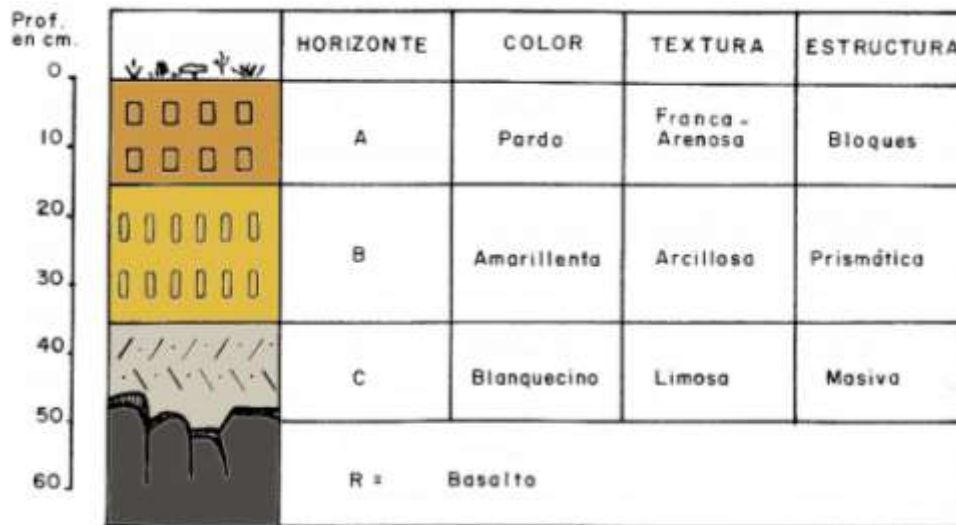 Prof.
en cm.
HORIZONTE COLOR TEXTURA ESTRUCTURA
0
10
A Pardo Franca -
Arenosa Bloques
20
B Amarillenta Arcillosa Prismática
30
40
C Blanquecino Limosa Masiva
50
60
R = Basalto